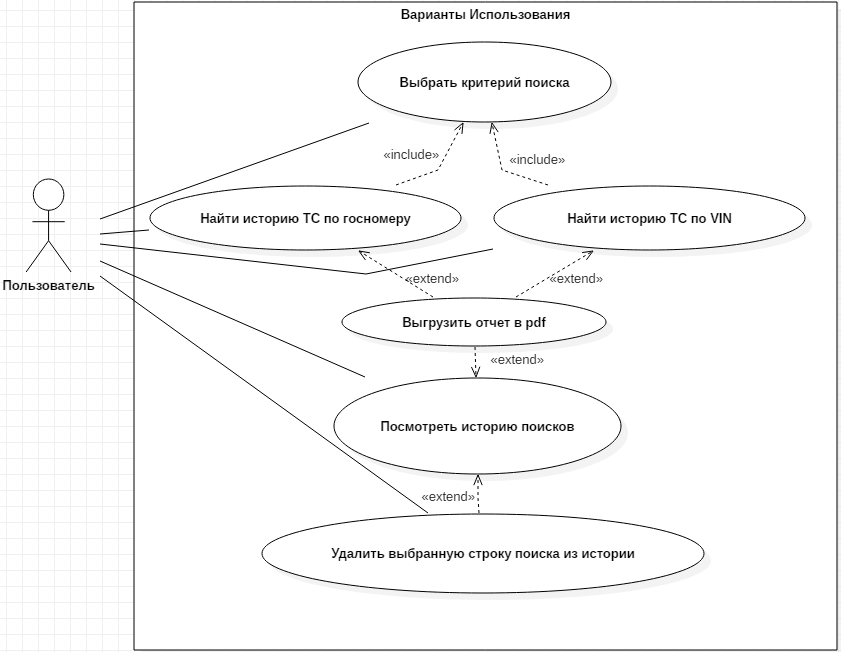 Варианты Использования
Выбрать критерий поиска
«include»
«include»
Найти историю ТС по госномеру
Найти историю ТС по VIN
Пользователь
«extend»
«extend»
Выгрузить отчет в pdf
«extend»
Посмотреть историю поисков
«extend»
Удалить выбранную строку поиска из истории